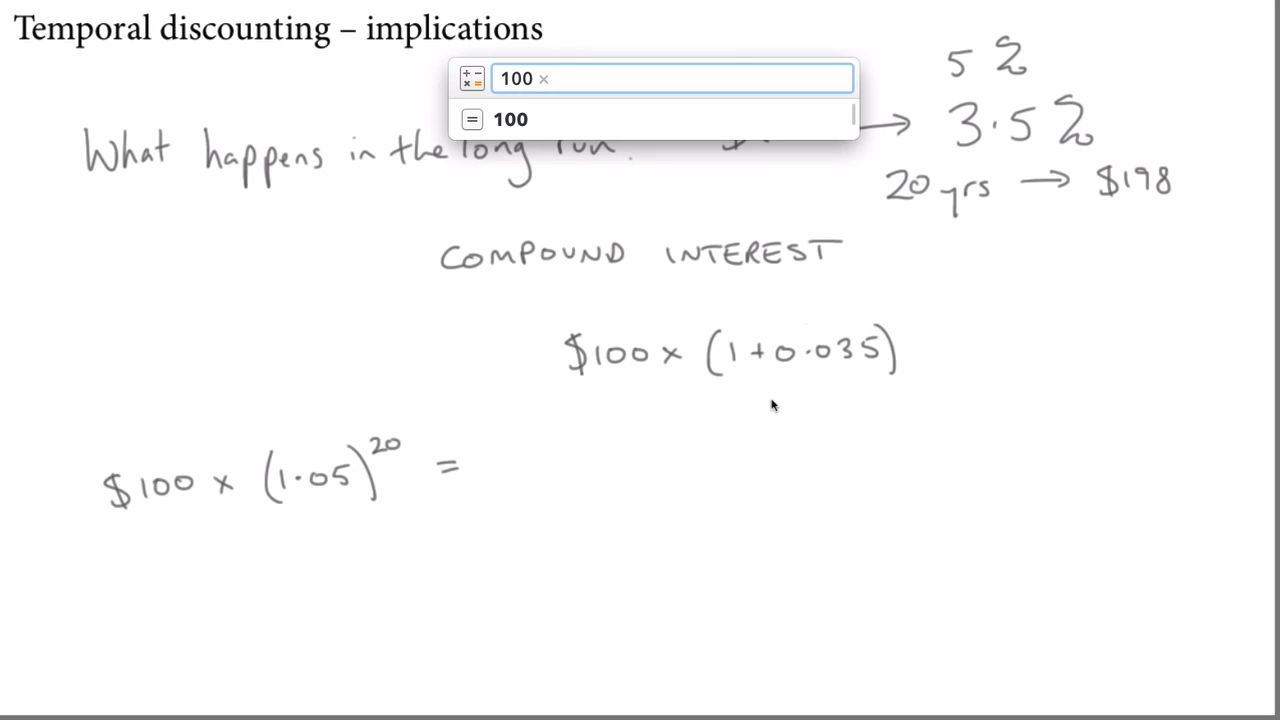 Temporal discounting – implications
100 ×
= 100
5 %
What happens in the long run.
→ 3.5 %
20 yrs → $198
COMPOUND INTEREST
$100 × (1 + 0.035)
$100 × (1.05)^20 =